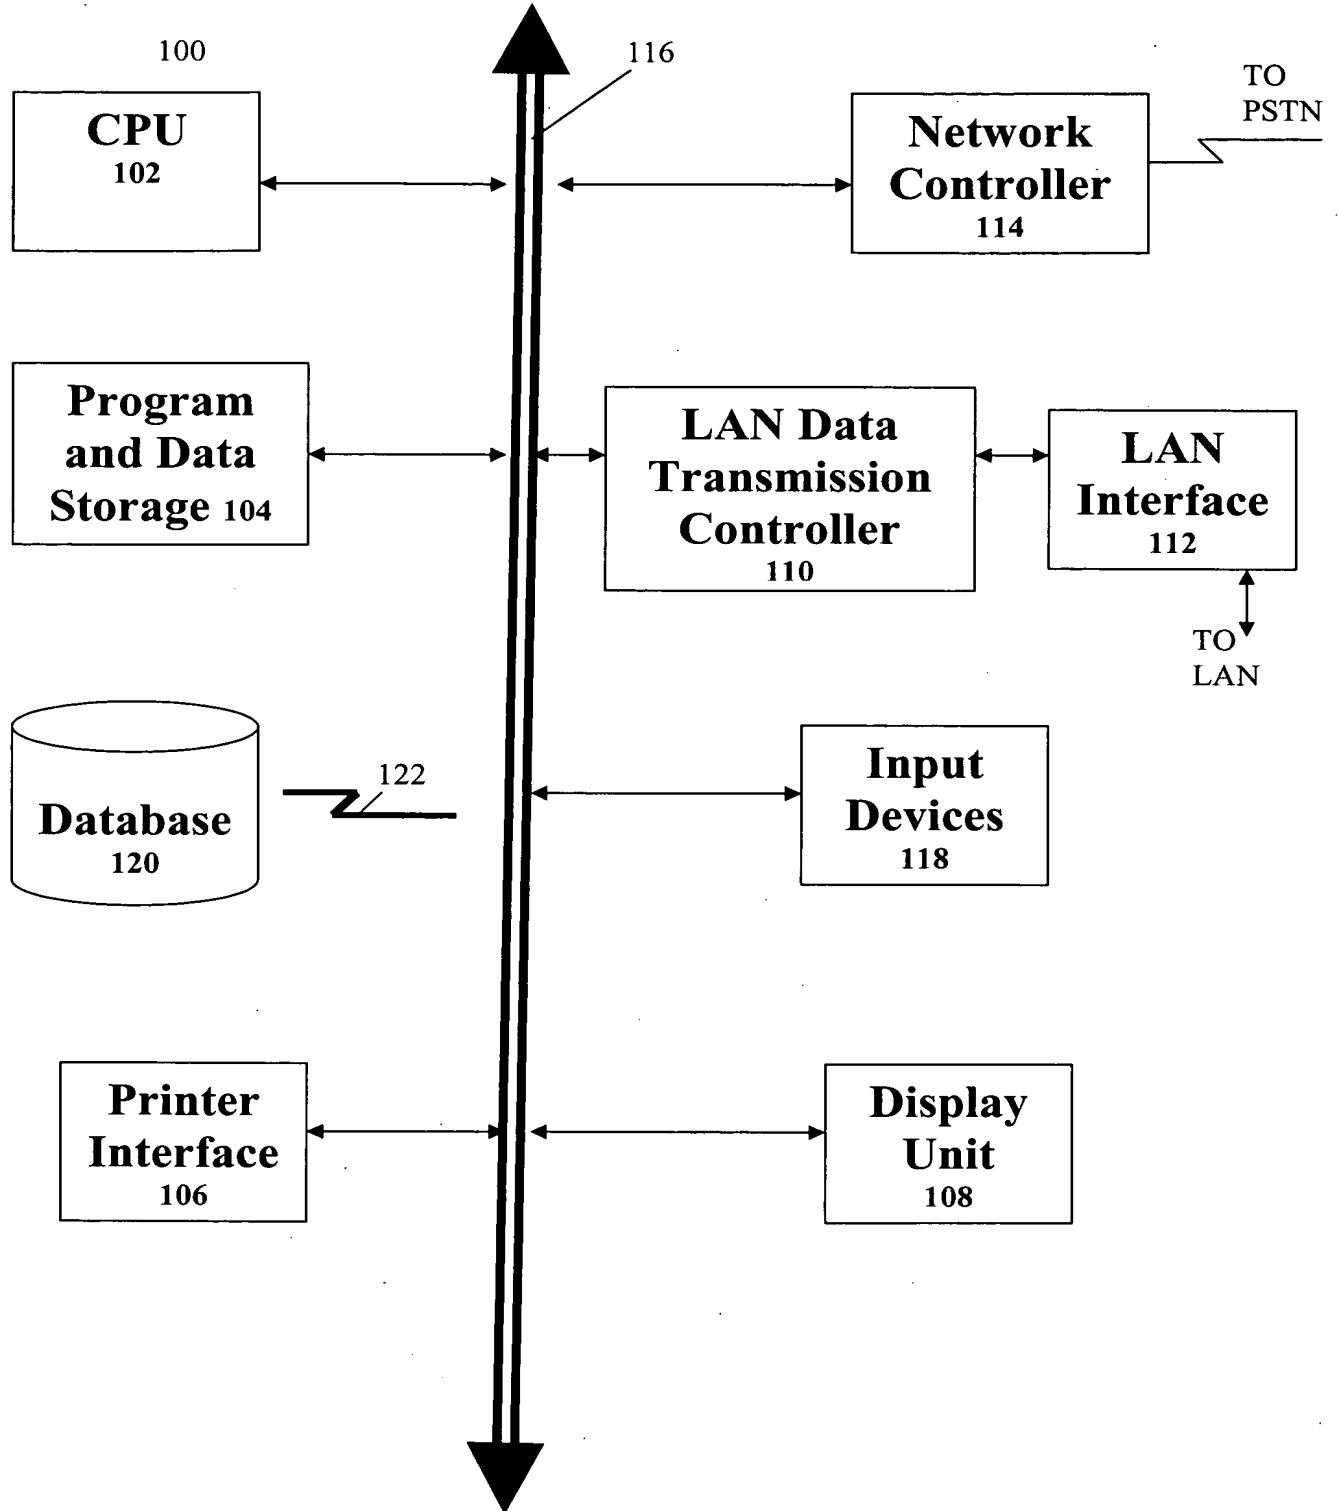 100
116
TO
PSTN
CPU
102
Network
Controller
114
Program
and Data
Storage 104
LAN Data
Transmission
Controller
110
LAN
Interface
112
TO
LAN
Database
120
122
Input
Devices
118
Printer
Interface
106
Display
Unit
108